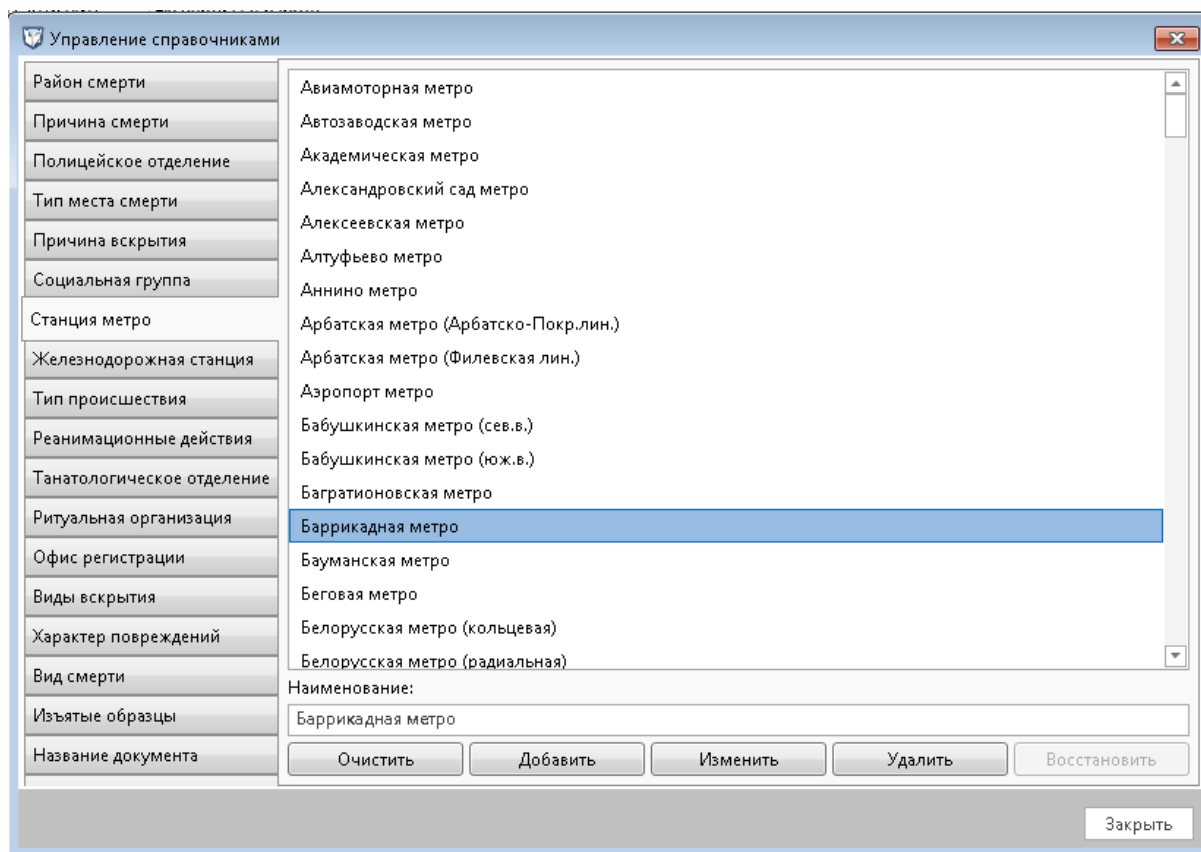 Управление справочниками
Район смерти
Причина смерти
Полицейское отделение
Тип места смерти
Причина вскрытия
Социальная группа
Станция метро
Железнодорожная станция
Тип происшествия
Реанимационные действия
Танатологическое отделение
Ритуальная организация
Офис регистрации
Виды вскрытия
Характер повреждений
Вид смерти
Изъятые образцы
Название документа
Авиамоторная метро
Автозаводская метро
Академическая метро
Александровский сад метро
Алексеевская метро
Алтуфьево метро
Аннино метро
Арбатская метро (Арбатско-Покр.лин.)
Арбатская метро (Филевская лин.)
Аэропорт метро
Бабушкинская метро (сев.в.)
Бабушкинская метро (юж.в.)
Багратионовская метро
Баррикадная метро
Бауманская метро
Беговая метро
Белорусская метро (кольцевая)
Белорусская метро (радиальная)
Наименование:
Баррикадная метро
Очистить Добавить Изменить Удалить Восстановить
Закрыть